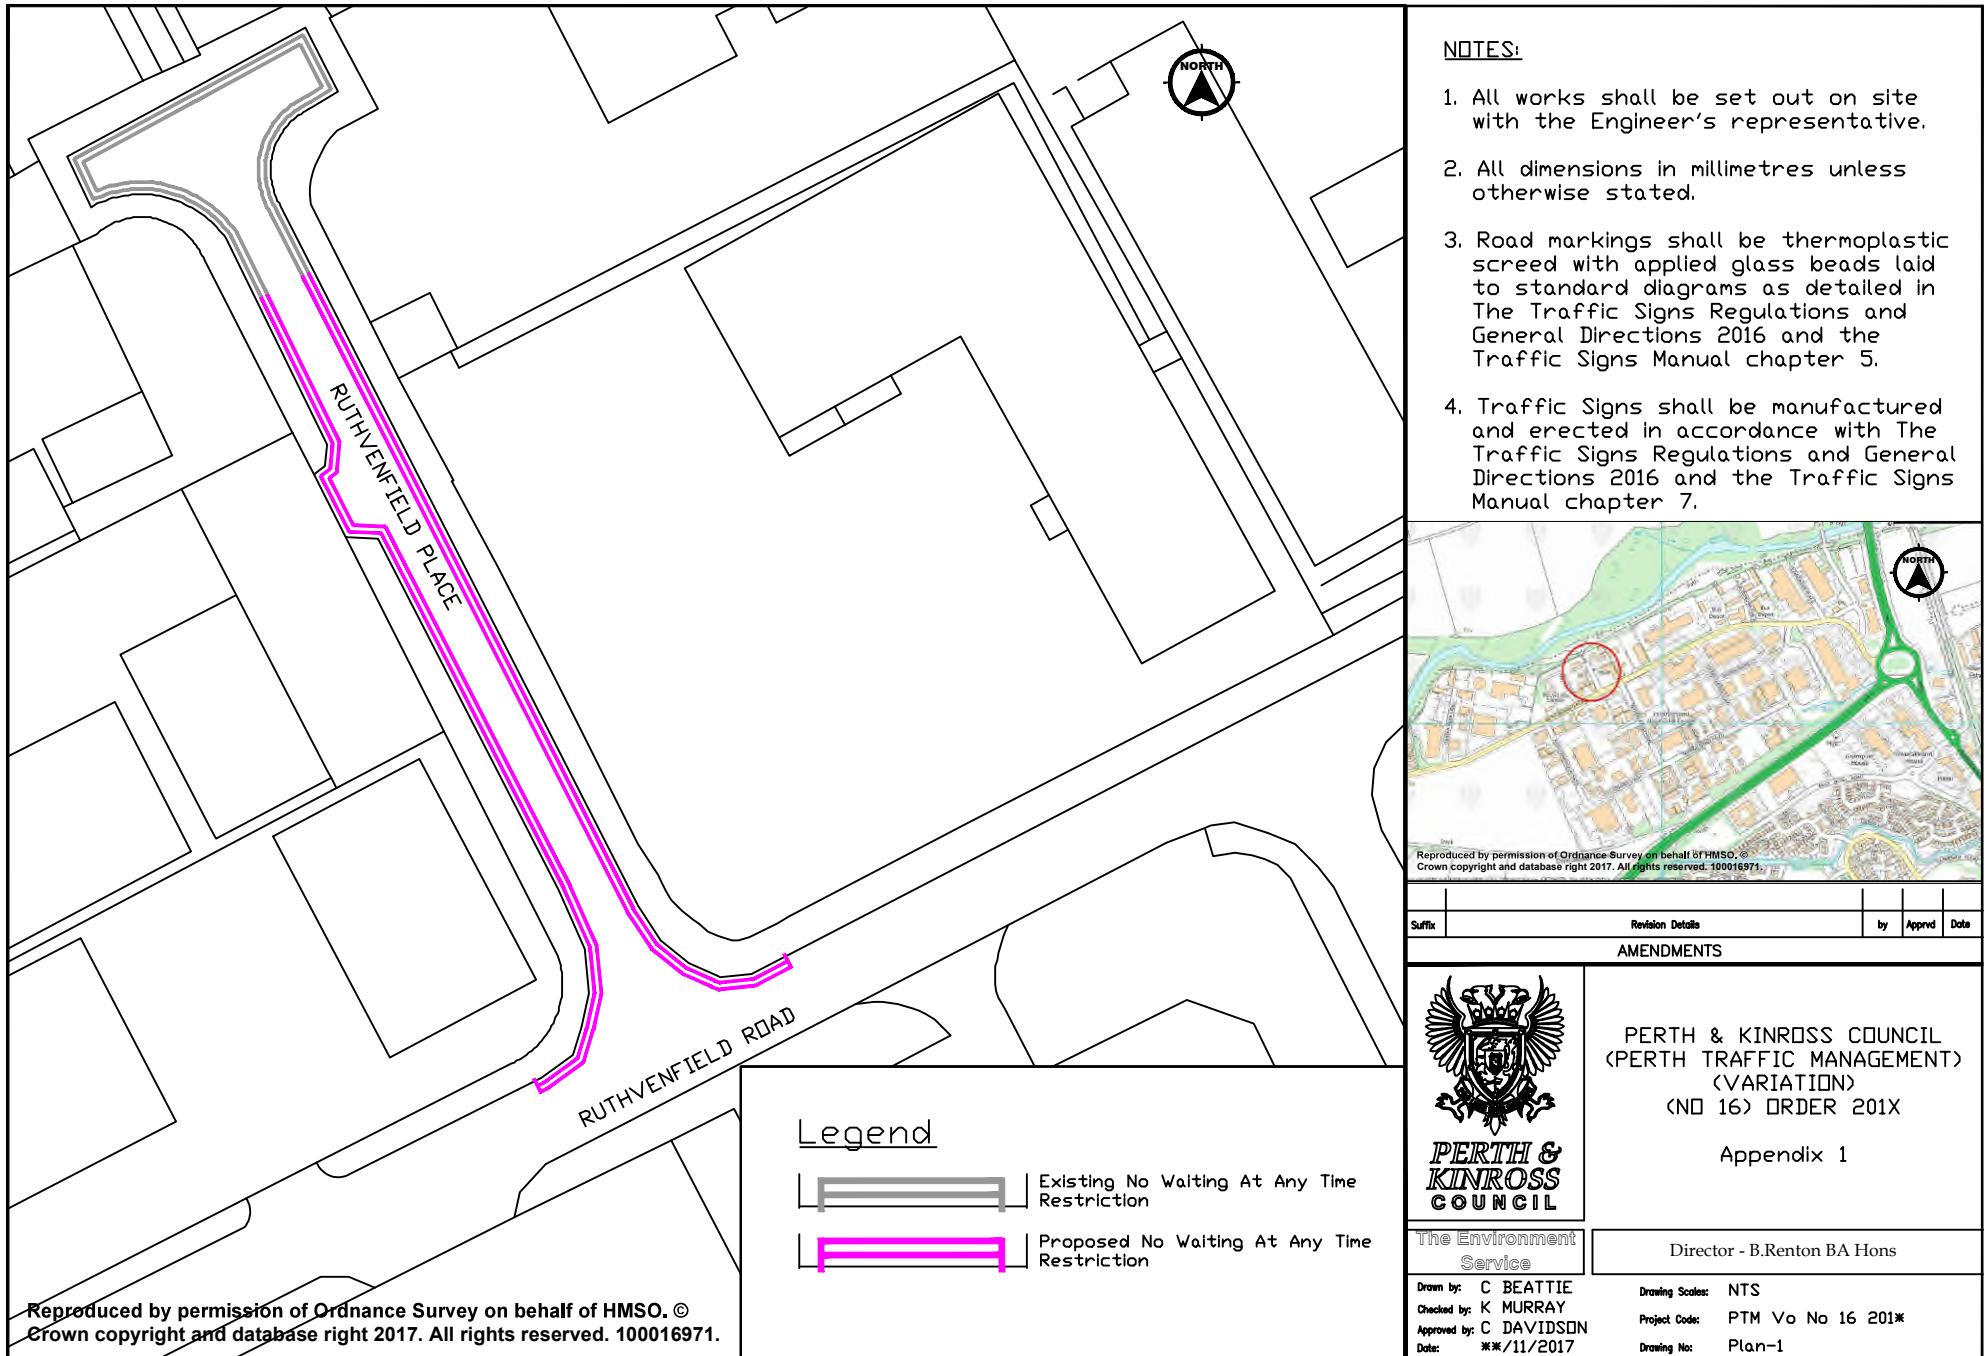 NORTH
RUTHVENFIELD PLACE
RUTHVENFIELD ROAD
Legend
Existing No Waiting At Any Time
Restriction
Proposed No Waiting At Any Time
Restriction
Reproduced by permission of Ordnance Survey on behalf of HMSO. ©
Crown copyright and database right 2017. All rights reserved. 100016971.
NOTES:
1. All works shall be set out on site
with the Engineer's representative.
2. All dimensions in millimetres unless
otherwise stated.
3. Road markings shall be thermoplastic
screed with applied glass beads laid
to standard diagrams as detailed in
The Traffic Signs Regulations and
General Directions 2016 and the
Traffic Signs Manual chapter 5.
4. Traffic Signs shall be manufactured
and erected in accordance with The
Traffic Signs Regulations and General
Directions 2016 and the Traffic Signs
Manual chapter 7.
NORTH
Reproduced by permission of Ordnance Survey on behalf of HMSO. ©
Crown copyright and database right 2017. All rights reserved. 100016971.
Suffix Revision Details by Apprvd Date
AMENDMENTS
PERTH &
KINROSS
COUNCIL
PERTH & KINROSS COUNCIL
(PERTH TRAFFIC MANAGEMENT)
(VARIATION)
(NO 16) ORDER 201X
Appendix 1
The Environment
Service
Director - B.Renton BA Hons
Drawn by: C BEATTIE
Checked by: K MURRAY
Approved by: C DAVIDSON
Date: **/11/2017
Drawing Scales: NTS
Project Code: PTM Vo No 16 201*
Drawing No: Plan-1